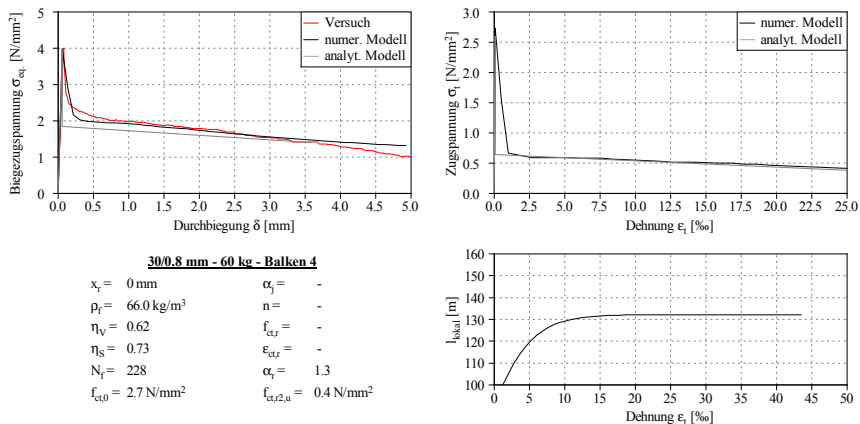 Biegezugspannung σeq. [N/mm²]
5
4
3
2
1
0
0.0 0.5 1.0 1.5 2.0 2.5 3.0 3.5 4.0 4.5 5.0
Durchbiegung δ [mm]
Versuch
numer. Modell
analyt. Modell
Zugspannung σt [N/mm²]
3.0
2.5
2.0
1.5
1.0
0.5
0
0.0 2.5 5.0 7.5 10.0 12.5 15.0 17.5 20.0 22.5 25.0
Dehnung εt [‰]
numer. Modell
analyt. Modell
30/0.8 mm - 60 kg - Balken 4
xr = 0 mm αj = -
ρf = 66.0 kg/m³ n = -
ηV = 0.62 fct,r = -
ηS = 0.73 εct,r = -
Nf = 228 αr = 1.3
fct,0 = 2.7 N/mm² fct,r2,u = 0.4 N/mm²
llokal [m]
160
150
140
130
120
110
100
0 5 10 15 20 25 30 35 40 45 50
Dehnung εt [‰]